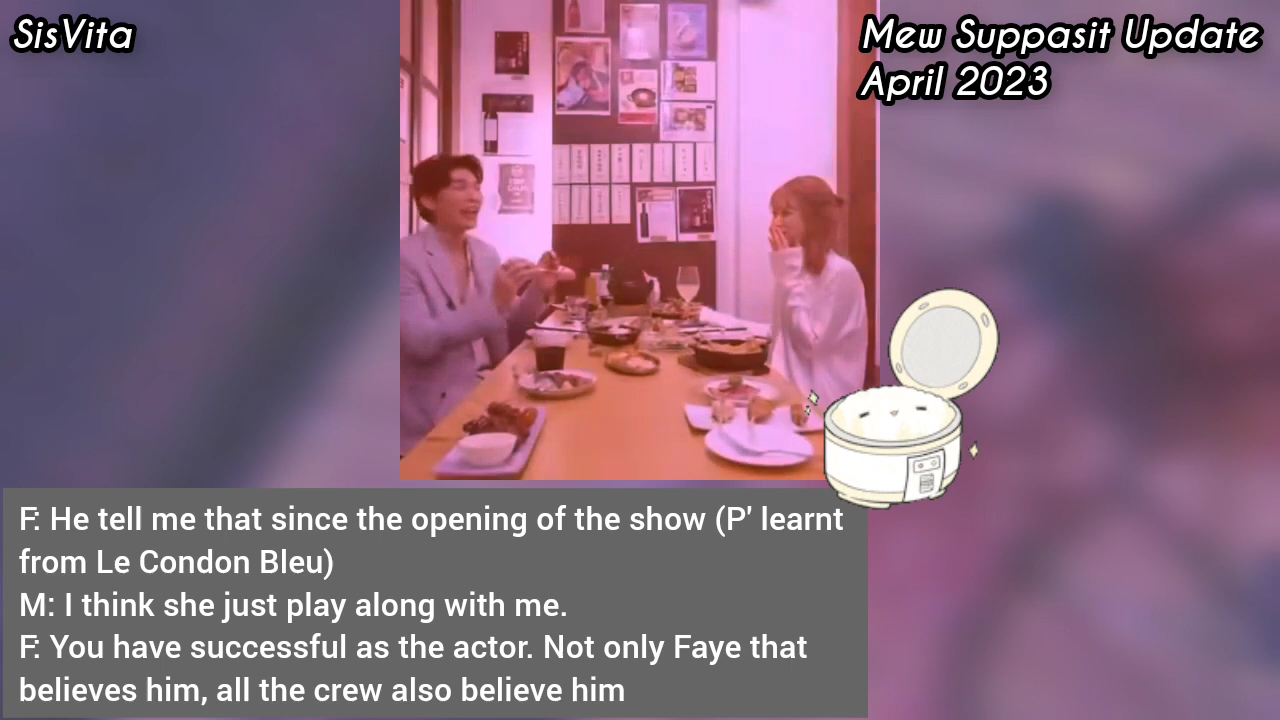 SisVita
Mew Suppasit Update
April 2023
F: He tell me that since the opening of the show (P' learnt
from Le Condon Bleu)
M: I think she just play along with me.
F: You have successful as the actor. Not only Faye that
believes him, all the crew also believe him